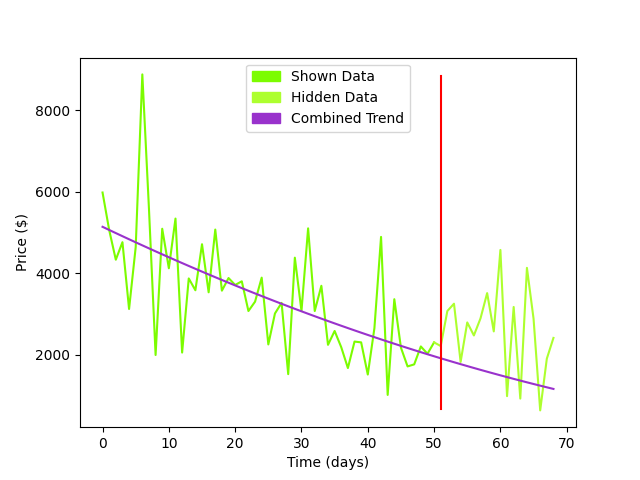 Shown Data
Hidden Data
Combined Trend
Price ($)
8000
6000
4000
2000
0 10 20 30 40 50 60 70
Time (days)